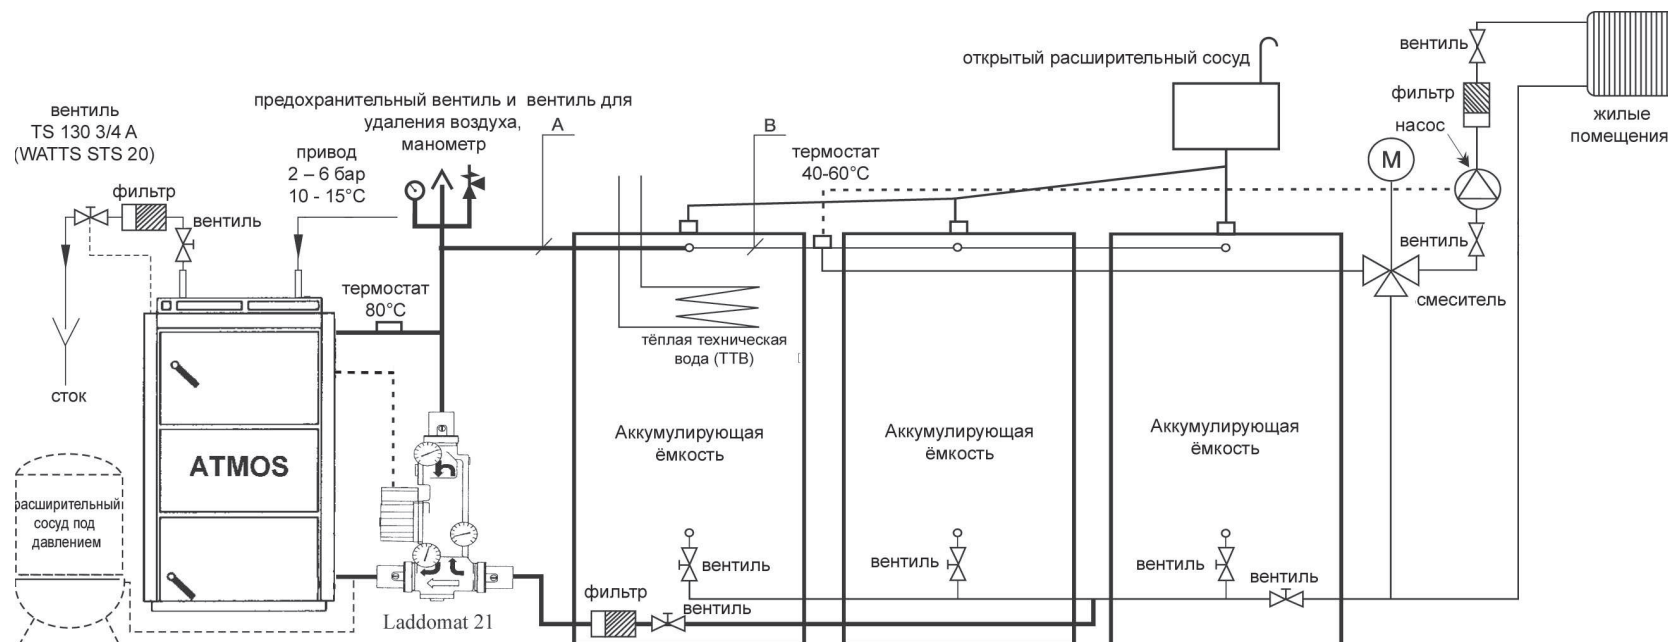 вентиль
TS 130 3/4 A
(WATTS STS 20)
фильтр
вентиль
сток
привод
2 – 6 бар
10 - 15°C
предохранительный вентиль и вентиль для
удаления воздуха,
манометр
A
B
термостат
80°C
термостат
40-60°C
открытый расширительный сосуд
вентиль
фильтр
насос
M
вентиль
смеситель
жилые
помещения
тёплая техническая
вода (ТТВ)
ATMOS
расширительный
сосуд под
давлением
Laddomat 21
Аккумулирующая
ёмкость
Аккумулирующая
ёмкость
Аккумулирующая
ёмкость
вентиль
вентиль
вентиль
вентиль
фильтр
вентиль